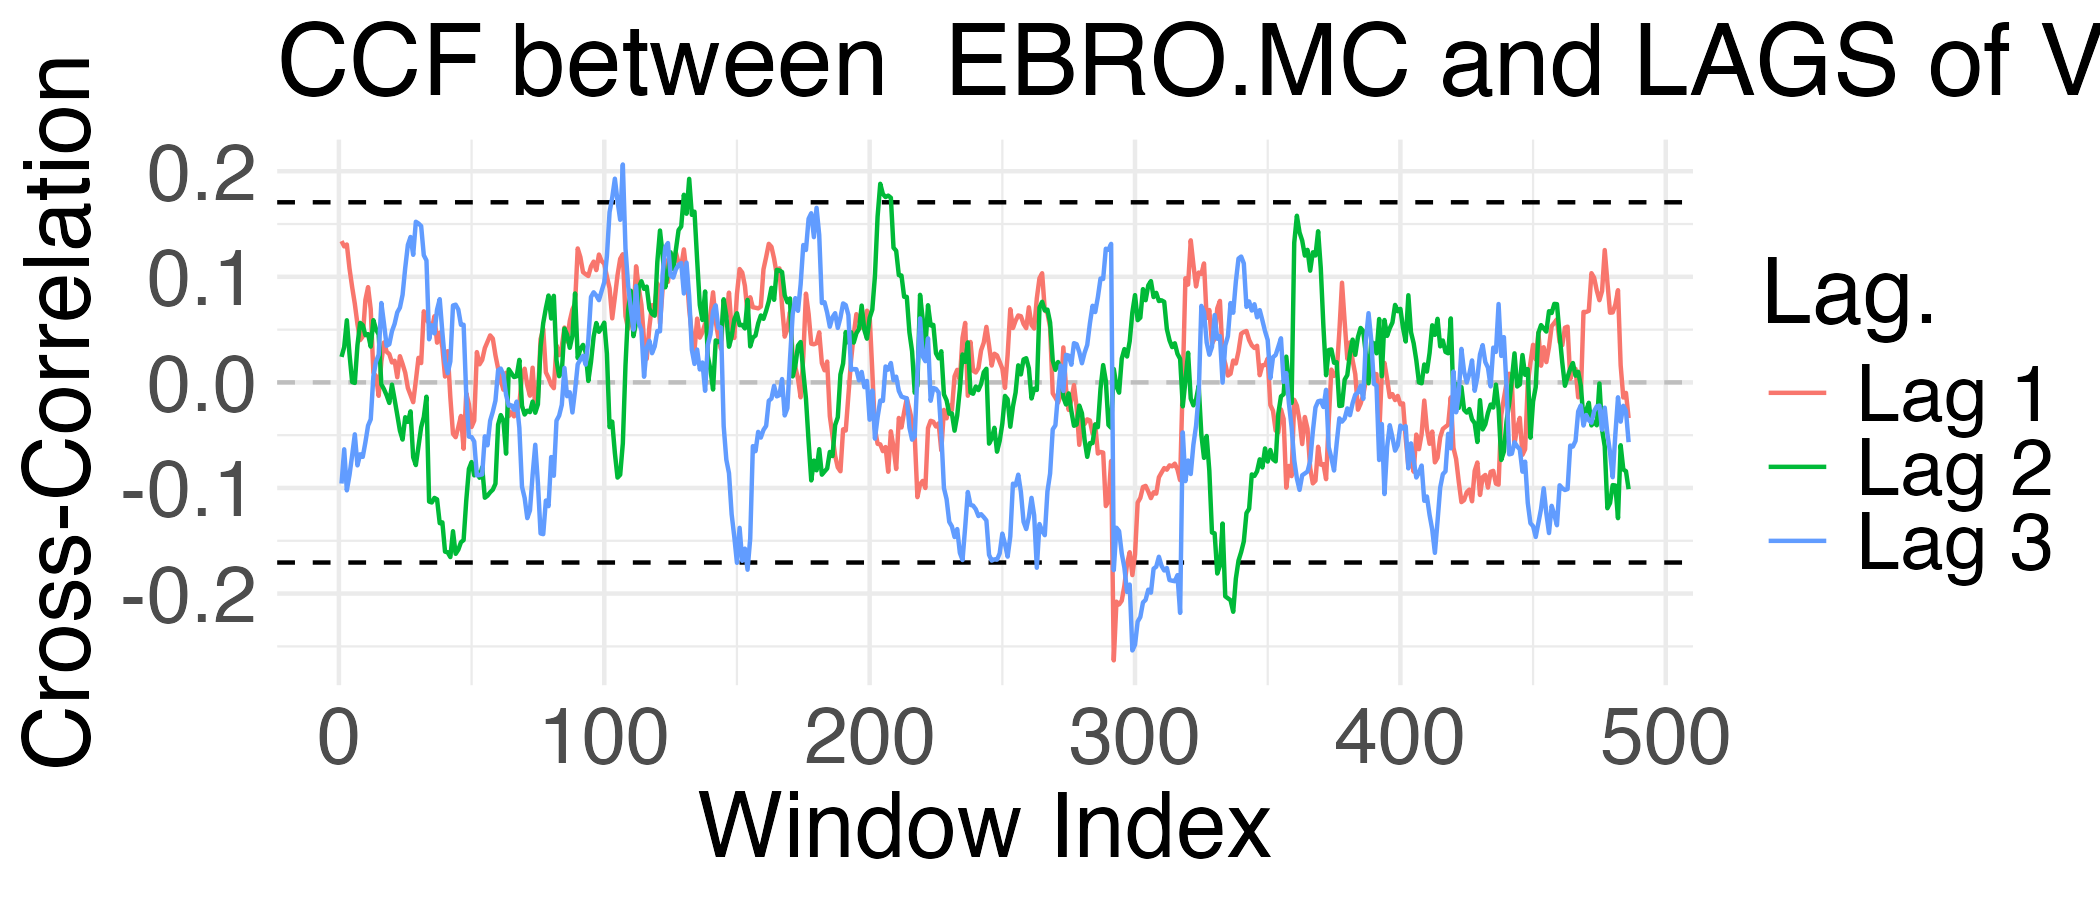 CCF between EBRO.MC and LAGS of V
Cross-Correlation
0.2
0.1
0.0
-0.1
-0.2
0 100 200 300 400 500
Window Index
Lag.
Lag 1
Lag 2
Lag 3